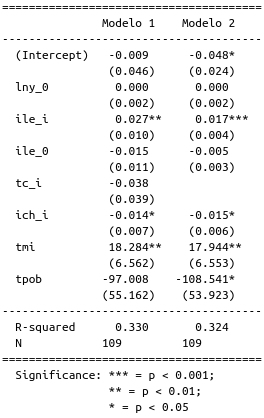 ==========================================
Modelo 1 Modelo 2
------------------------------------------
(Intercept) -0.009 -0.048*
(0.046) (0.024)
lny_0 0.000 0.000
(0.002) (0.002)
ile_i 0.027** 0.017***
(0.010) (0.004)
ile_0 -0.015 -0.005
(0.011) (0.003)
tc_i -0.038
(0.039)
ich_i -0.014* -0.015*
(0.007) (0.006)
tmi 18.284** 17.944**
(6.562) (6.553)
tpob -97.008 -108.541*
(55.162) (53.923)
------------------------------------------
R-squared 0.330 0.324
N 109 109
==========================================
Significance: *** = p < 0.001;
** = p < 0.01;
* = p < 0.05